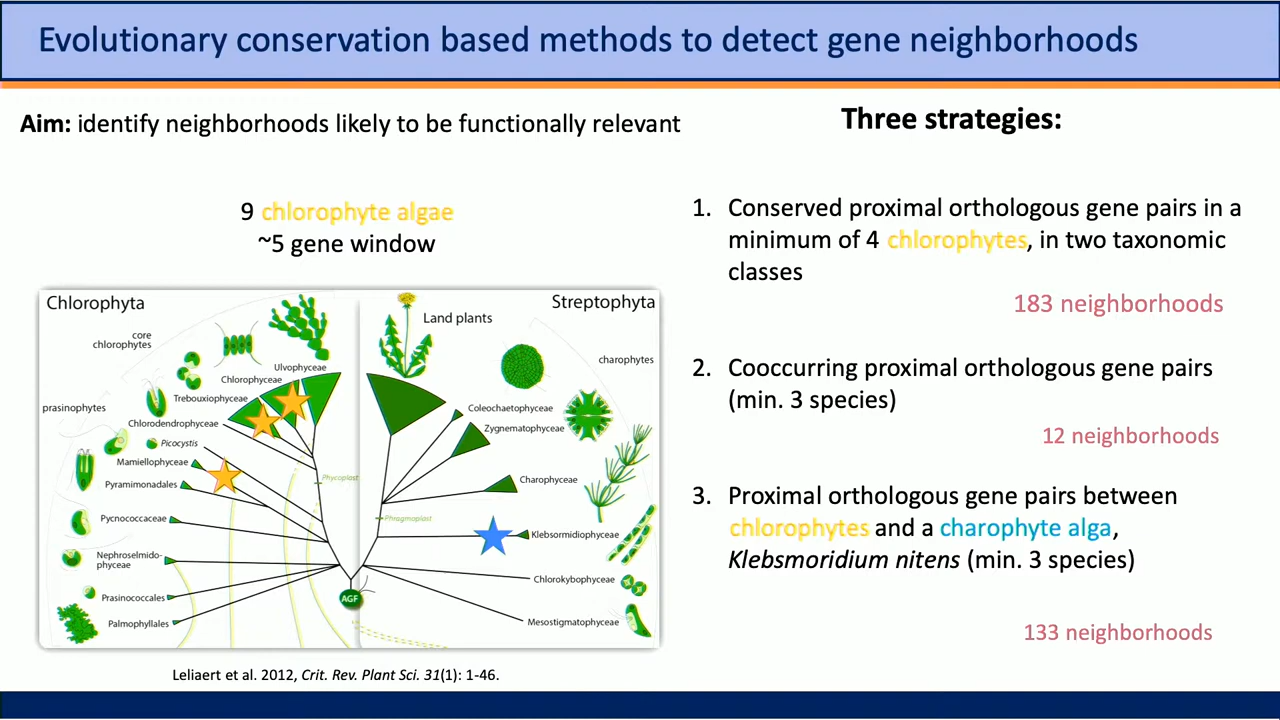 Evolutionary conservation based methods to detect gene neighborhoods
Aim: identify neighborhoods likely to be functionally relevant
9 chlorophyte algae
~5 gene window
Chlorophyta
core
chlorophytes
Ulvophyceae
Chlorophyceae
Trebouxiophyceae
prasinophytes
Chlorodendrophyceae
Picocystis
Mamiellophyceae
Pyramimonadales
Pycnococcaceae
Nephroselmido-
phyceae
Prasinococcales
Palmophyllales
Phycoplast
AGF
Streptophyta
Land plants
charophytes
Coleochaetophyceae
Zygnematophyceae
Charophyceae
Phragmoplast
Klebsormidiophyceae
Chlorokybophyceae
Mesostigmatophyceae
Leliaert et al. 2012, Crit. Rev. Plant Sci. 31(1): 1-46.
Three strategies:
1. Conserved proximal orthologous gene pairs in a
minimum of 4 chlorophytes, in two taxonomic
classes
183 neighborhoods
2. Cooccurring proximal orthologous gene pairs
(min. 3 species)
12 neighborhoods
3. Proximal orthologous gene pairs between
chlorophytes and a charophyte alga,
Klebsmoridium nitens (min. 3 species)
133 neighborhoods